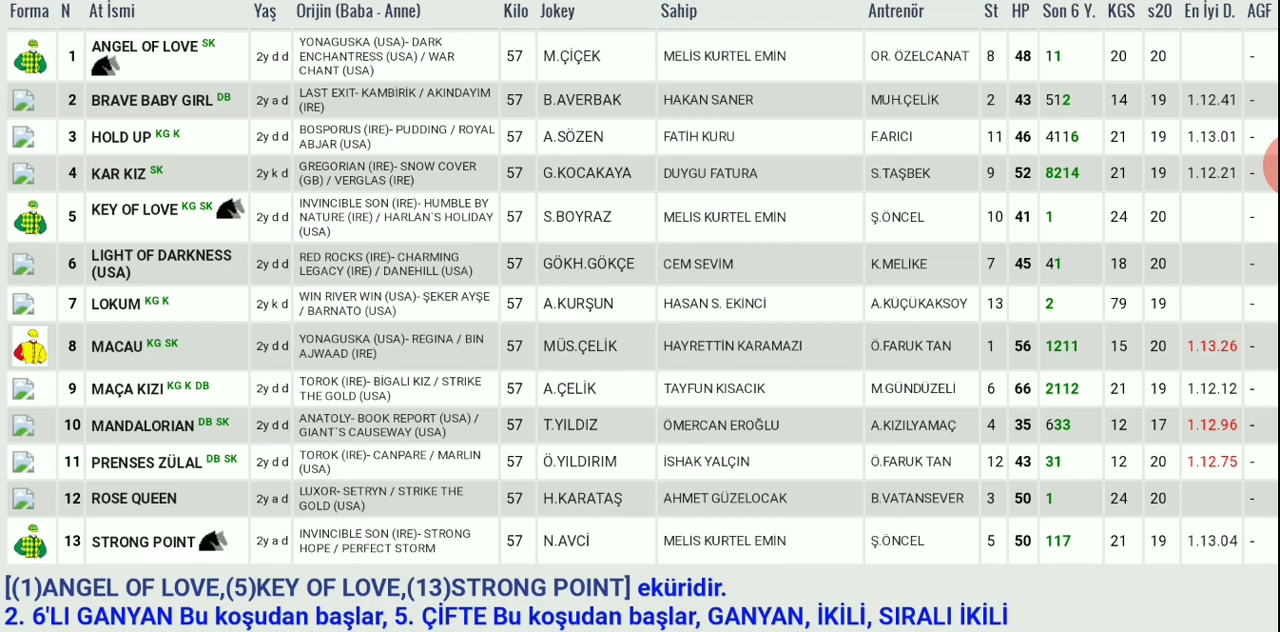 Forma N At İsmi Yaş Orijin (Baba - Anne) Kilo Jokey Sahip Antrenör St HP Son 6 Y. KGS s20 En İyi D. AGF
1 ANGEL OF LOVE SK 2y d d YONAGUSKA (USA)- DARK ENCHANTRESS (USA) / WAR CHANT (USA) 57 M.ÇİÇEK MELİS KURTEL EMİN OR. ÖZELCANAT 8 48 11 20 20 -
2 BRAVE BABY GIRL DB 2y a d LAST EXIT- KAMBİRİK / AKINDAYIM (IRE) 57 B.AVERBAK HAKAN SANER MUH.ÇELİK 2 43 512 14 19 1.12.41 -
3 HOLD UP KG K 2y d d BOSPORUS (IRE)- PUDDING / ROYAL ABJAR (USA) 57 A.SÖZEN FATİH KURU F.ARICI 11 46 4116 21 19 1.13.01 -
4 KAR KIZ SK 2y k d GREGORIAN (IRE)- SNOW COVER (GB) / VERGLAS (IRE) 57 G.KOCAKAYA DUYGU FATURA S.TAŞBEK 9 52 8214 21 19 1.12.21 -
5 KEY OF LOVE KG SK 2y d d INVINCIBLE SON (IRE)- HUMBLE BY NATURE (IRE) / HARLAN`S HOLIDAY (USA) 57 S.BOYRAZ MELİS KURTEL EMİN Ş.ÖNCEL 10 41 1 24 20 -
6 LIGHT OF DARKNESS (USA) 2y d d RED ROCKS (IRE)- CHARMING LEGACY (IRE) / DANEHILL (USA) 57 GÖKH.GÖKÇE CEM SEVİM K.MELİKE 7 45 41 18 20 -
7 LOKUM KG K 2y k d WIN RIVER WIN (USA)- ŞEKER AYŞE / BARNATO (USA) 57 A.KURŞUN HASAN S. EKİNCİ A.KÜÇÜKAKSOY 13 2 79 19 -
8 MACAU KG SK 2y d d YONAGUSKA (USA)- REGINA / BIN AJWAAD (IRE) 57 MÜS.ÇELİK HAYRETTİN KARAMAZI Ö.FARUK TAN 1 56 1211 15 20 1.13.26 -
9 MAÇA KIZI KG K DB 2y d d TOROK (IRE)- BİGALI KIZ / STRIKE THE GOLD (USA) 57 A.ÇELİK TAYFUN KISACIK M.GÜNDÜZELİ 6 66 2112 21 19 1.12.12 -
10 MANDALORIAN DB SK 2y d d ANATOLY- BOOK REPORT (USA) / GIANT`S CAUSEWAY (USA) 57 T.YILDIZ ÖMERCAN EROĞLU A.KIZILYAMAÇ 4 35 633 12 17 1.12.96 -
11 PRENSES ZÜLAL DB SK 2y d d TOROK (IRE)- CANPARE / MARLIN (USA) 57 Ö.YILDIRIM İSHAK YALÇIN Ö.FARUK TAN 12 43 31 12 20 1.12.75 -
12 ROSE QUEEN 2y a d LUXOR- SETRYN / STRIKE THE GOLD (USA) 57 H.KARATAŞ AHMET GÜZELOCAK B.VATANSEVER 3 50 1 24 20 -
13 STRONG POINT 2y a d INVINCIBLE SON (IRE)- STRONG HOPE / PERFECT STORM 57 N.AVCİ MELİS KURTEL EMİN Ş.ÖNCEL 5 50 117 21 19 1.13.04 -
[(1)ANGEL OF LOVE,(5)KEY OF LOVE,(13)STRONG POINT] eküridir.
2. 6'LI GANYAN Bu koşudan başlar, 5. ÇİFTE Bu koşudan başlar, GANYAN, İKİLİ, SIRALI İKİLİ